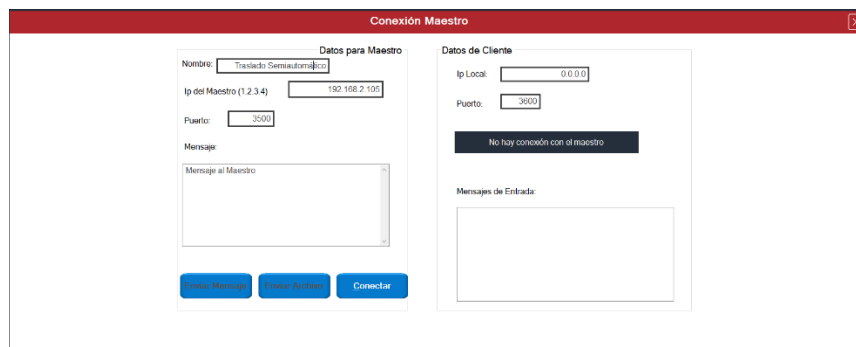 Conexión Maestro
Datos para Maestro
Nombre: Traslado Semiautomático
Ip del Maestro (1.2.3.4) 192.168.2.105
Puerto: 3500
Mensaje:
Mensaje al Maestro
Enviar Mensaje Enviar Archivo Conectar
Datos de Cliente
Ip Local: 0.0.0.0
Puerto: 3600
No hay conexión con el maestro
Mensajes de Entrada: